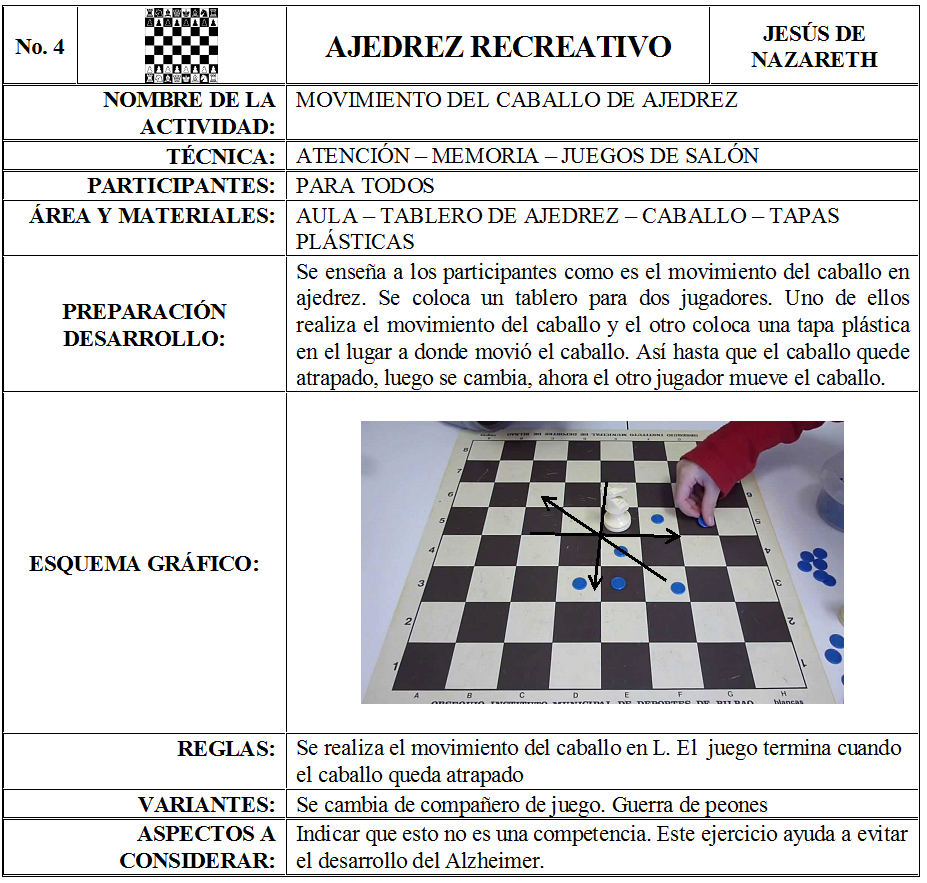 No. 4
AJEDREZ RECREATIVO
JESÚS DE
NAZARETH
NOMBRE DE LA
ACTIVIDAD:
MOVIMIENTO DEL CABALLO DE AJEDREZ
TÉCNICA:
ATENCIÓN – MEMORIA – JUEGOS DE SALÓN
PARTICIPANTES:
PARA TODOS
ÁREA Y MATERIALES:
AULA – TABLERO DE AJEDREZ – CABALLO – TAPAS
PLÁSTICAS
PREPARACIÓN
DESARROLLO:
Se enseña a los participantes como es el movimiento del caballo en
ajedrez. Se coloca un tablero para dos jugadores. Uno de ellos
realiza el movimiento del caballo y el otro coloca una tapa plástica
en el lugar a donde movió el caballo. Así hasta que el caballo quede
atrapado, luego se cambia, ahora el otro jugador mueve el caballo.
ESQUEMA GRÁFICO:
8
7
6 6
5 5
4 4
3 3
2 2
1 1
A B C D E F G H
OBSEQUIO INSTITUTO MUNICIPAL DE DEPORTES DE BILBAO blancas
REGLAS:
Se realiza el movimiento del caballo en L. El juego termina cuando
el caballo queda atrapado
VARIANTES:
Se cambia de compañero de juego. Guerra de peones
ASPECTOS A
CONSIDERAR:
Indicar que esto no es una competencia. Este ejercicio ayuda a evitar
el desarrollo del Alzheimer.